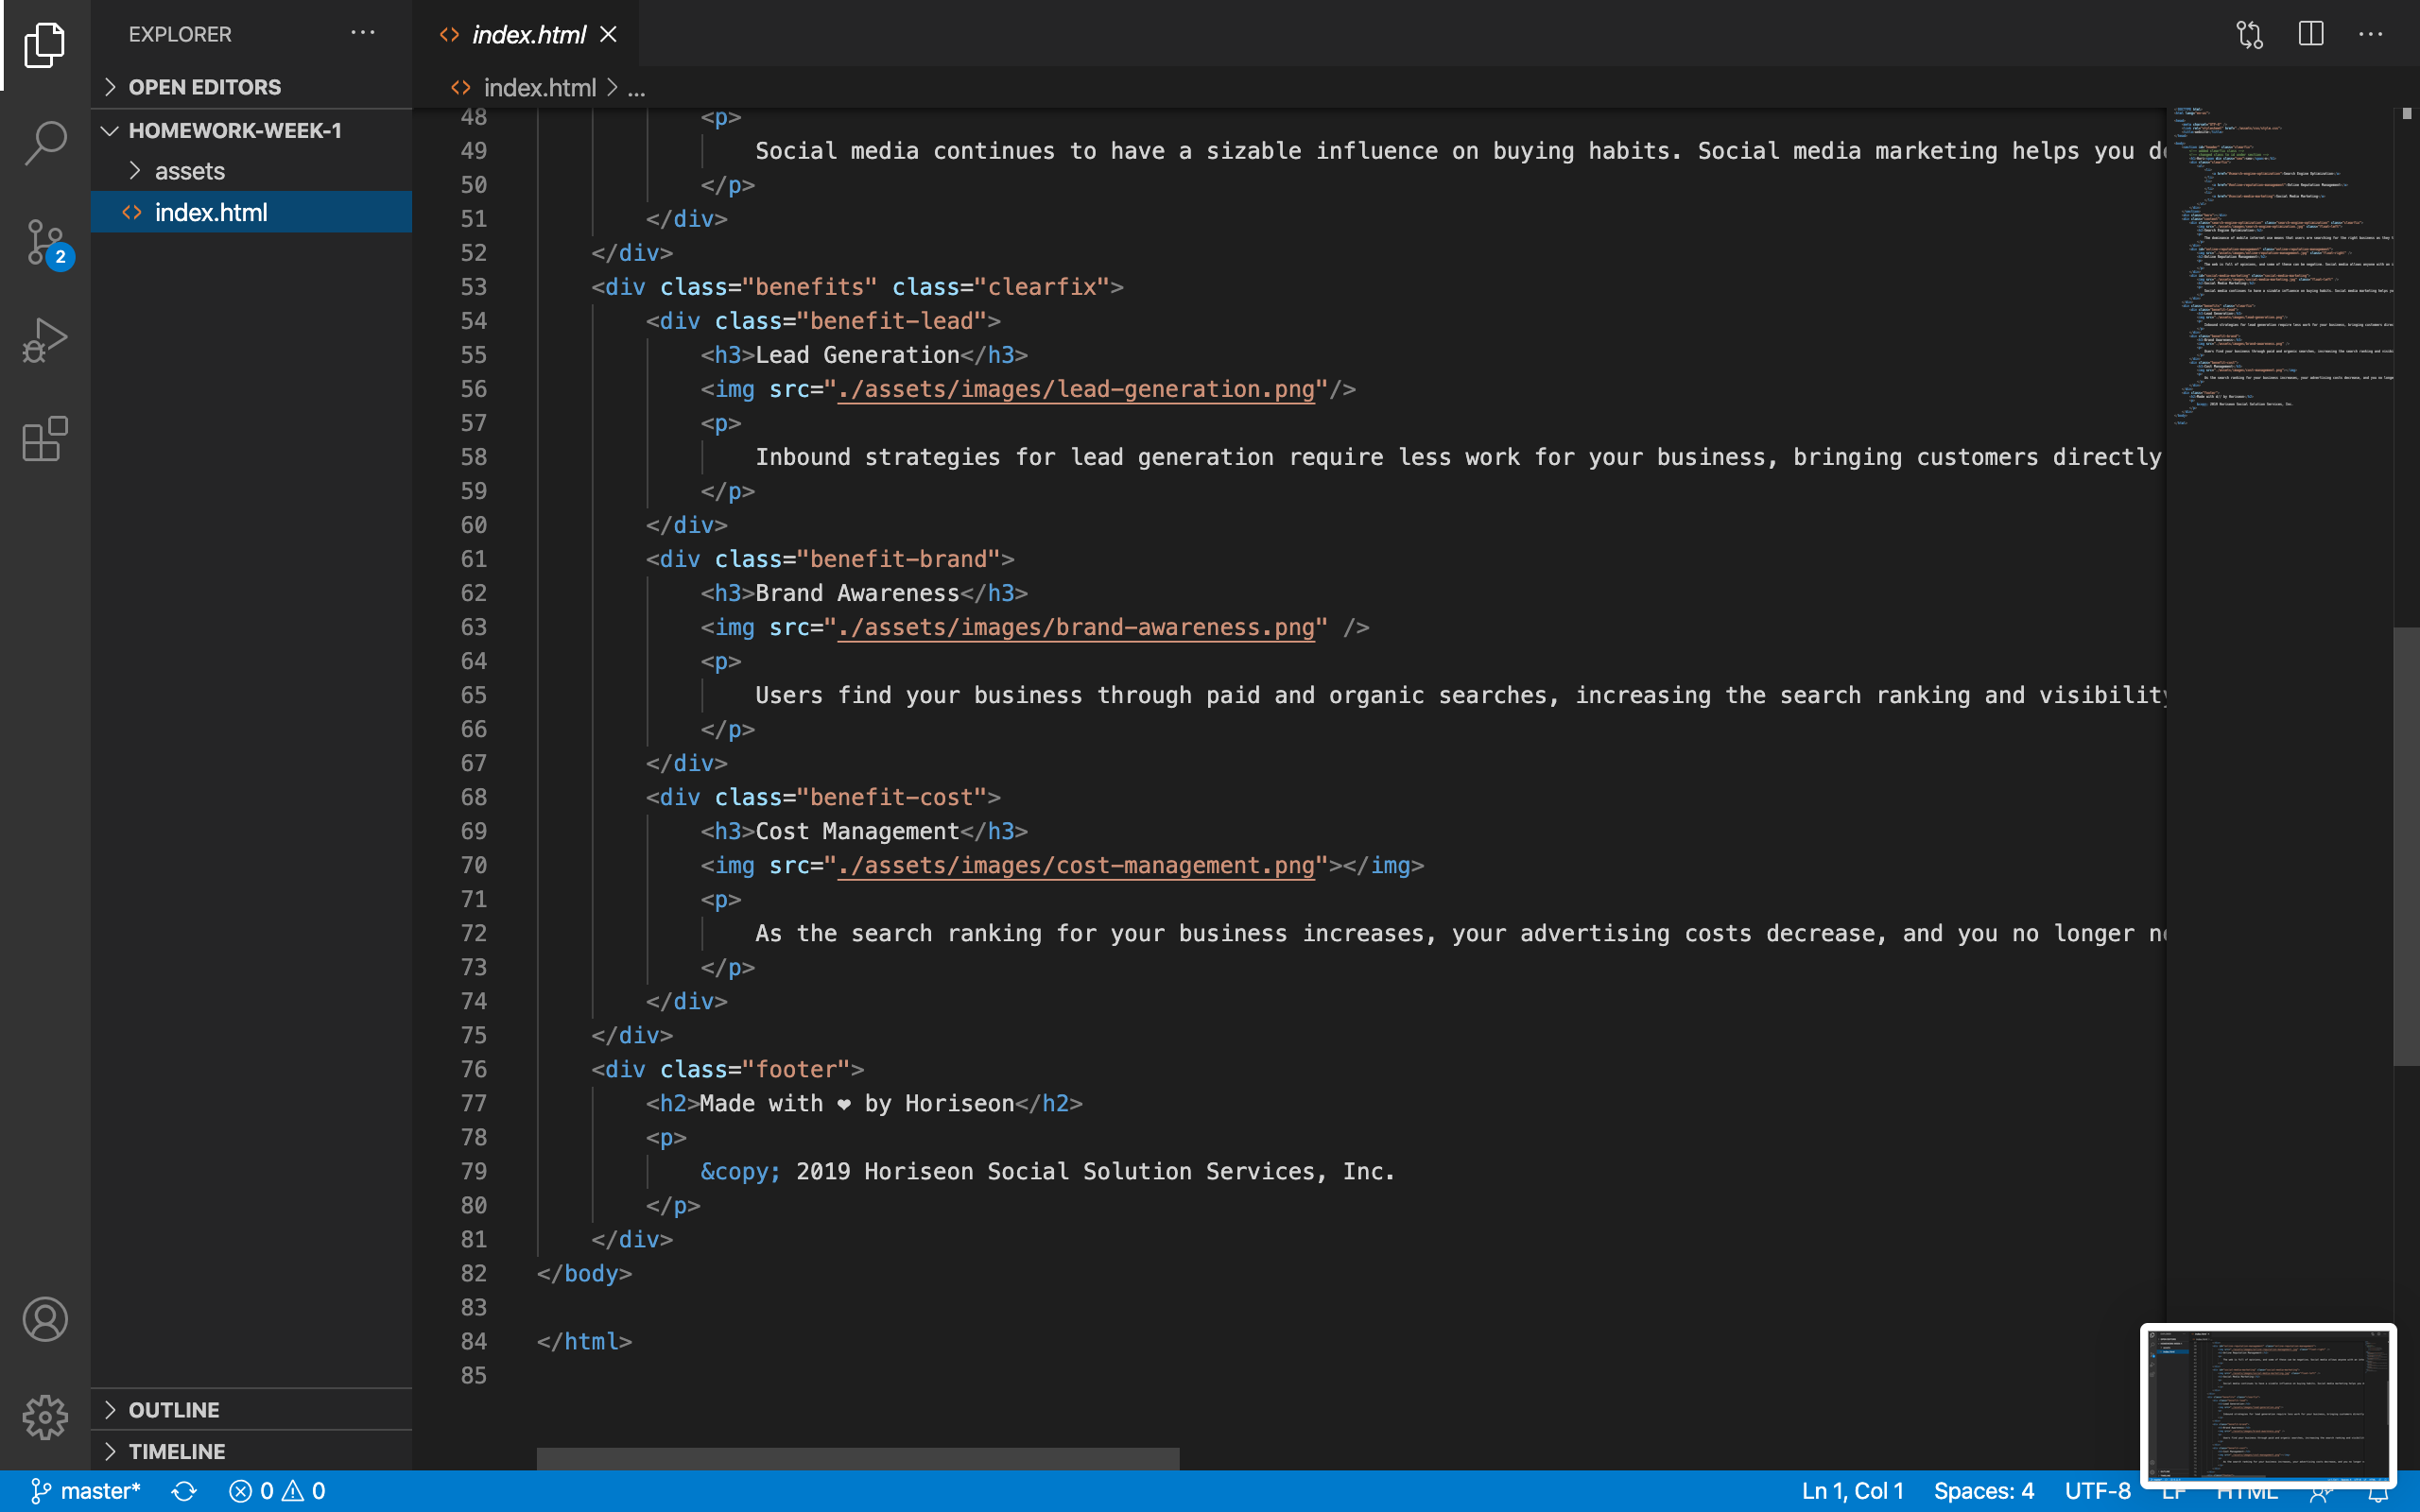 EXPLORER
OPEN EDITORS
HOMEWORK-WEEK-1
assets
index.html
2
OUTLINE
TIMELINE
index.html
index.html > ...
48 <p>
49 Social media continues to have a sizable influence on buying habits. Social media marketing helps you
50 </p>
51 </div>
52 </div>
53 <div class="benefits" class="clearfix">
54 <div class="benefit-lead">
55 <h3>Lead Generation</h3>
56 <img src="./assets/images/lead-generation.png"/>
57 <p>
58 Inbound strategies for lead generation require less work for your business, bringing customers directly
59 </p>
60 </div>
61 <div class="benefit-brand">
62 <h3>Brand Awareness</h3>
63 <img src="./assets/images/brand-awareness.png" />
64 <p>
65 Users find your business through paid and organic searches, increasing the search ranking and visibility
66 </p>
67 </div>
68 <div class="benefit-cost">
69 <h3>Cost Management</h3>
70 <img src="./assets/images/cost-management.png"></img>
71 <p>
72 As the search ranking for your business increases, your advertising costs decrease, and you no longer
73 </p>
74 </div>
75 </div>
76 <div class="footer">
77 <h2>Made with ❤ by Horiseon</h2>
78 <p>
79 &copy; 2019 Horiseon Social Solution Services, Inc.
80 </p>
81 </div>
82 </body>
83
84 </html>
85
master* 0 0 Ln 1, Col 1 Spaces: 4 UTF-8 LF HTML